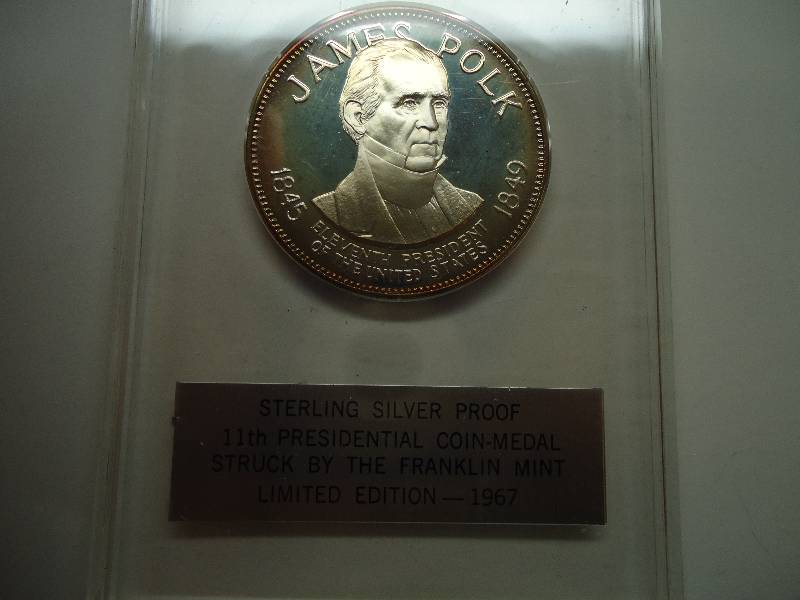 JAMES POLK
1845 1849
ELEVENTH PRESIDENT
OF THE UNITED STATES
STERLING SILVER PROOF
11th PRESIDENTIAL COIN-MEDAL
STRUCK BY THE FRANKLIN MINT
LIMITED EDITION — 1967